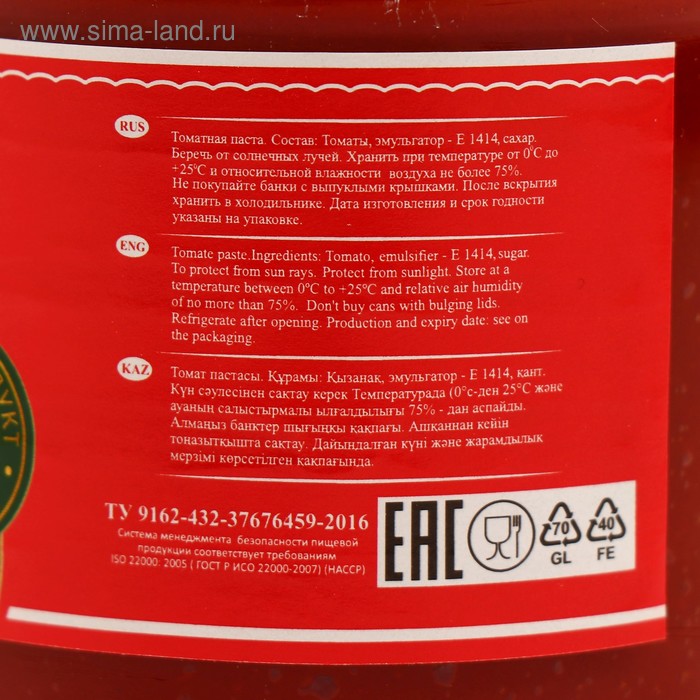 © www.sima-land.ru
RUS
Томатная паста. Состав: Томаты, эмульгатор - Е 1414, сахар.
Беречь от солнечных лучей. Хранить при температуре от 0°С до
+25°С и относительной влажности воздуха не более 75%.
Не покупайте банки с выпуклыми крышками. После вскрытия
хранить в холодильнике. Дата изготовления и срок годности
указаны на упаковке.
ENG
Tomate paste.Ingredients: Tomato, emulsifier - E 1414, sugar.
To protect from sun rays. Protect from sunlight. Store at a
temperature between 0°C to +25°C and relative air humidity
of no more than 75%. Don't buy cans with bulging lids.
Refrigerate after opening. Production and expiry date: see on
the packaging.
KAZ
Томат пастасы. Құрамы: Қызанақ, эмульгатор - Е 1414, қант.
Күн сәулесінен сақтау керек Температурада (0°с-ден 25°С және
ауанын салыстырмалы ылғалдылығы 75% - дан аспайды.
Алмаңыз банктер шығыңқы қақпағы. Ашқаннан кейін
тоңазытқышта сақтау. Дайындалған күні және жарамдылық
мерзімі көрсетілген қақпағында.
ТУ 9162-432-37676459-2016
Система менеджмента безопасности пищевой
продукции соответствует требованиям
ISO 22000: 2005 ( ГОСТ Р ИСО 22000-2007) (НАССР)
EAC
70
GL
40
FE